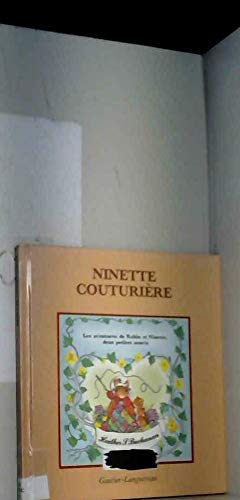 NINETTE
COUTURIÈRE
Les aventures de Robin et Ninette,
deux petites souris
Heather S Buchanan
Gautier-Languereau